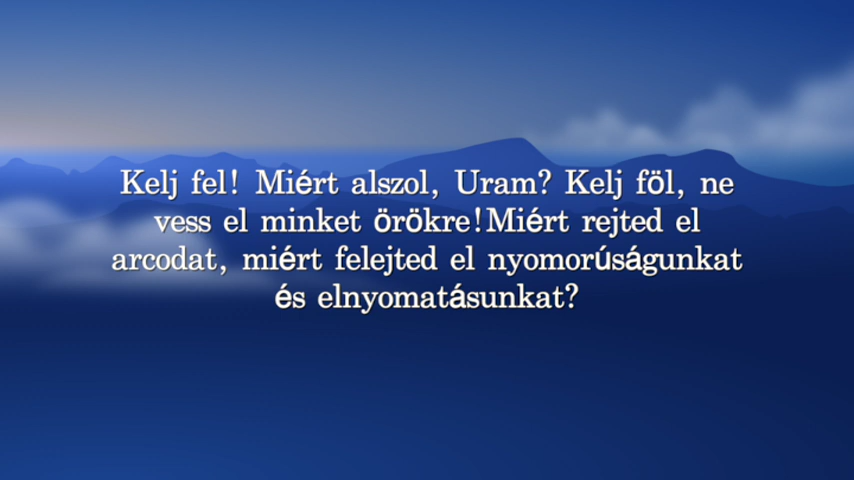 Kelj fel! Miért alszol, Uram? Kelj föl, ne
vess el minket örökre!Miért rejted el
arcodat, miért felejted el nyomorúságunkat
és elnyomatásunkat?